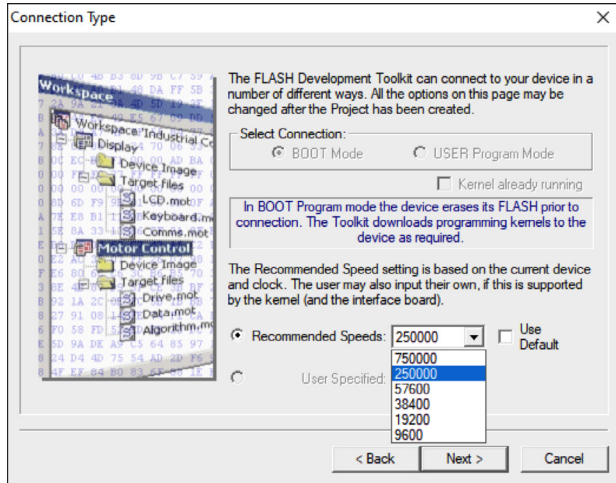 Connection Type
Workspace
Workspace 'Industrial Co
Display
Device Image
Target files
LCD.mot
Keyboard.m
Comms.mot
Motor Control
Device Image
Target files
Drive.mot
Data.mot
Algorithm.mo
The FLASH Development Toolkit can connect to your device in a
number of different ways. All the options on this page may be
changed after the Project has been created.
Select Connection:
BOOT Mode
USER Program Mode
Kernel already running
In BOOT Program mode the device erases its FLASH prior to
connection. The Toolkit downloads programming kernels to the
device as required.
The Recommended Speed setting is based on the current device
and clock. The user may also input their own, if this is supported
by the kernel (and the interface board).
Recommended Speeds: 250000
Use
Default
750000
250000
57600
38400
19200
9600
User Specified:
< Back
Next >
Cancel